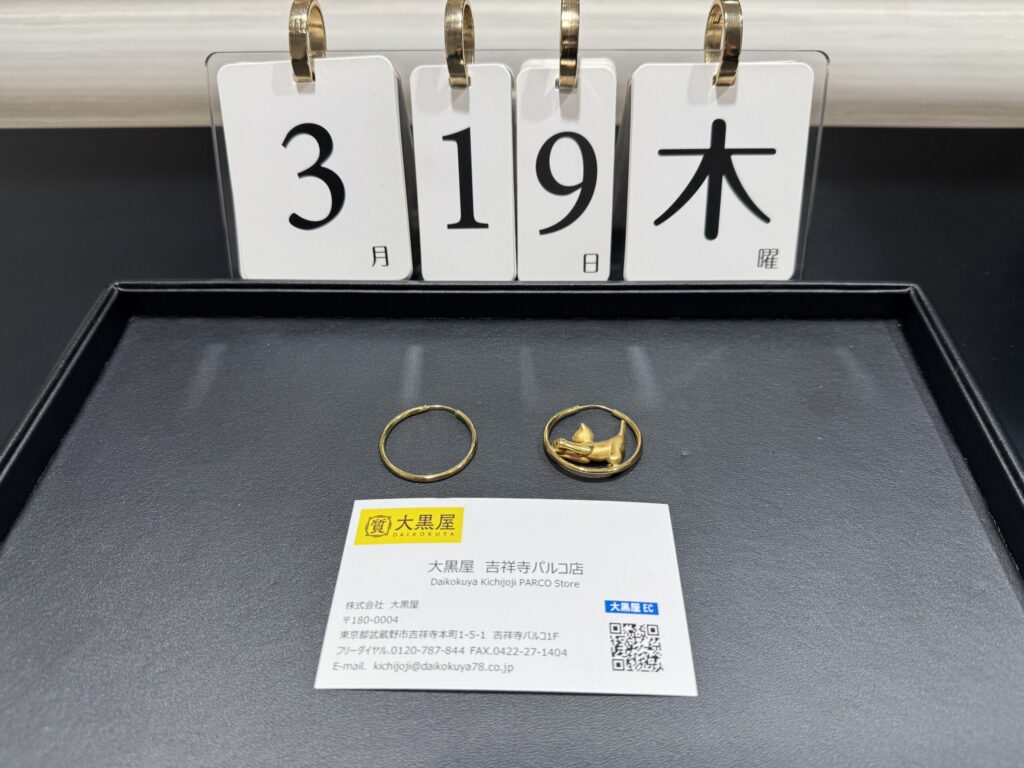 3月 19日 木曜
質 大黒屋
DAIKOKUYA
大黒屋 吉祥寺パルコ店
Daikokuya Kichijoji PARCO Store
株式会社 大黒屋
〒180-0004
東京都武蔵野市吉祥寺本町1-5-1 吉祥寺パルコ1F
フリーダイヤル.0120-787-844 FAX.0422-27-1404
E-mail. kichijoji@daikokuya78.co.jp
大黒屋 EC